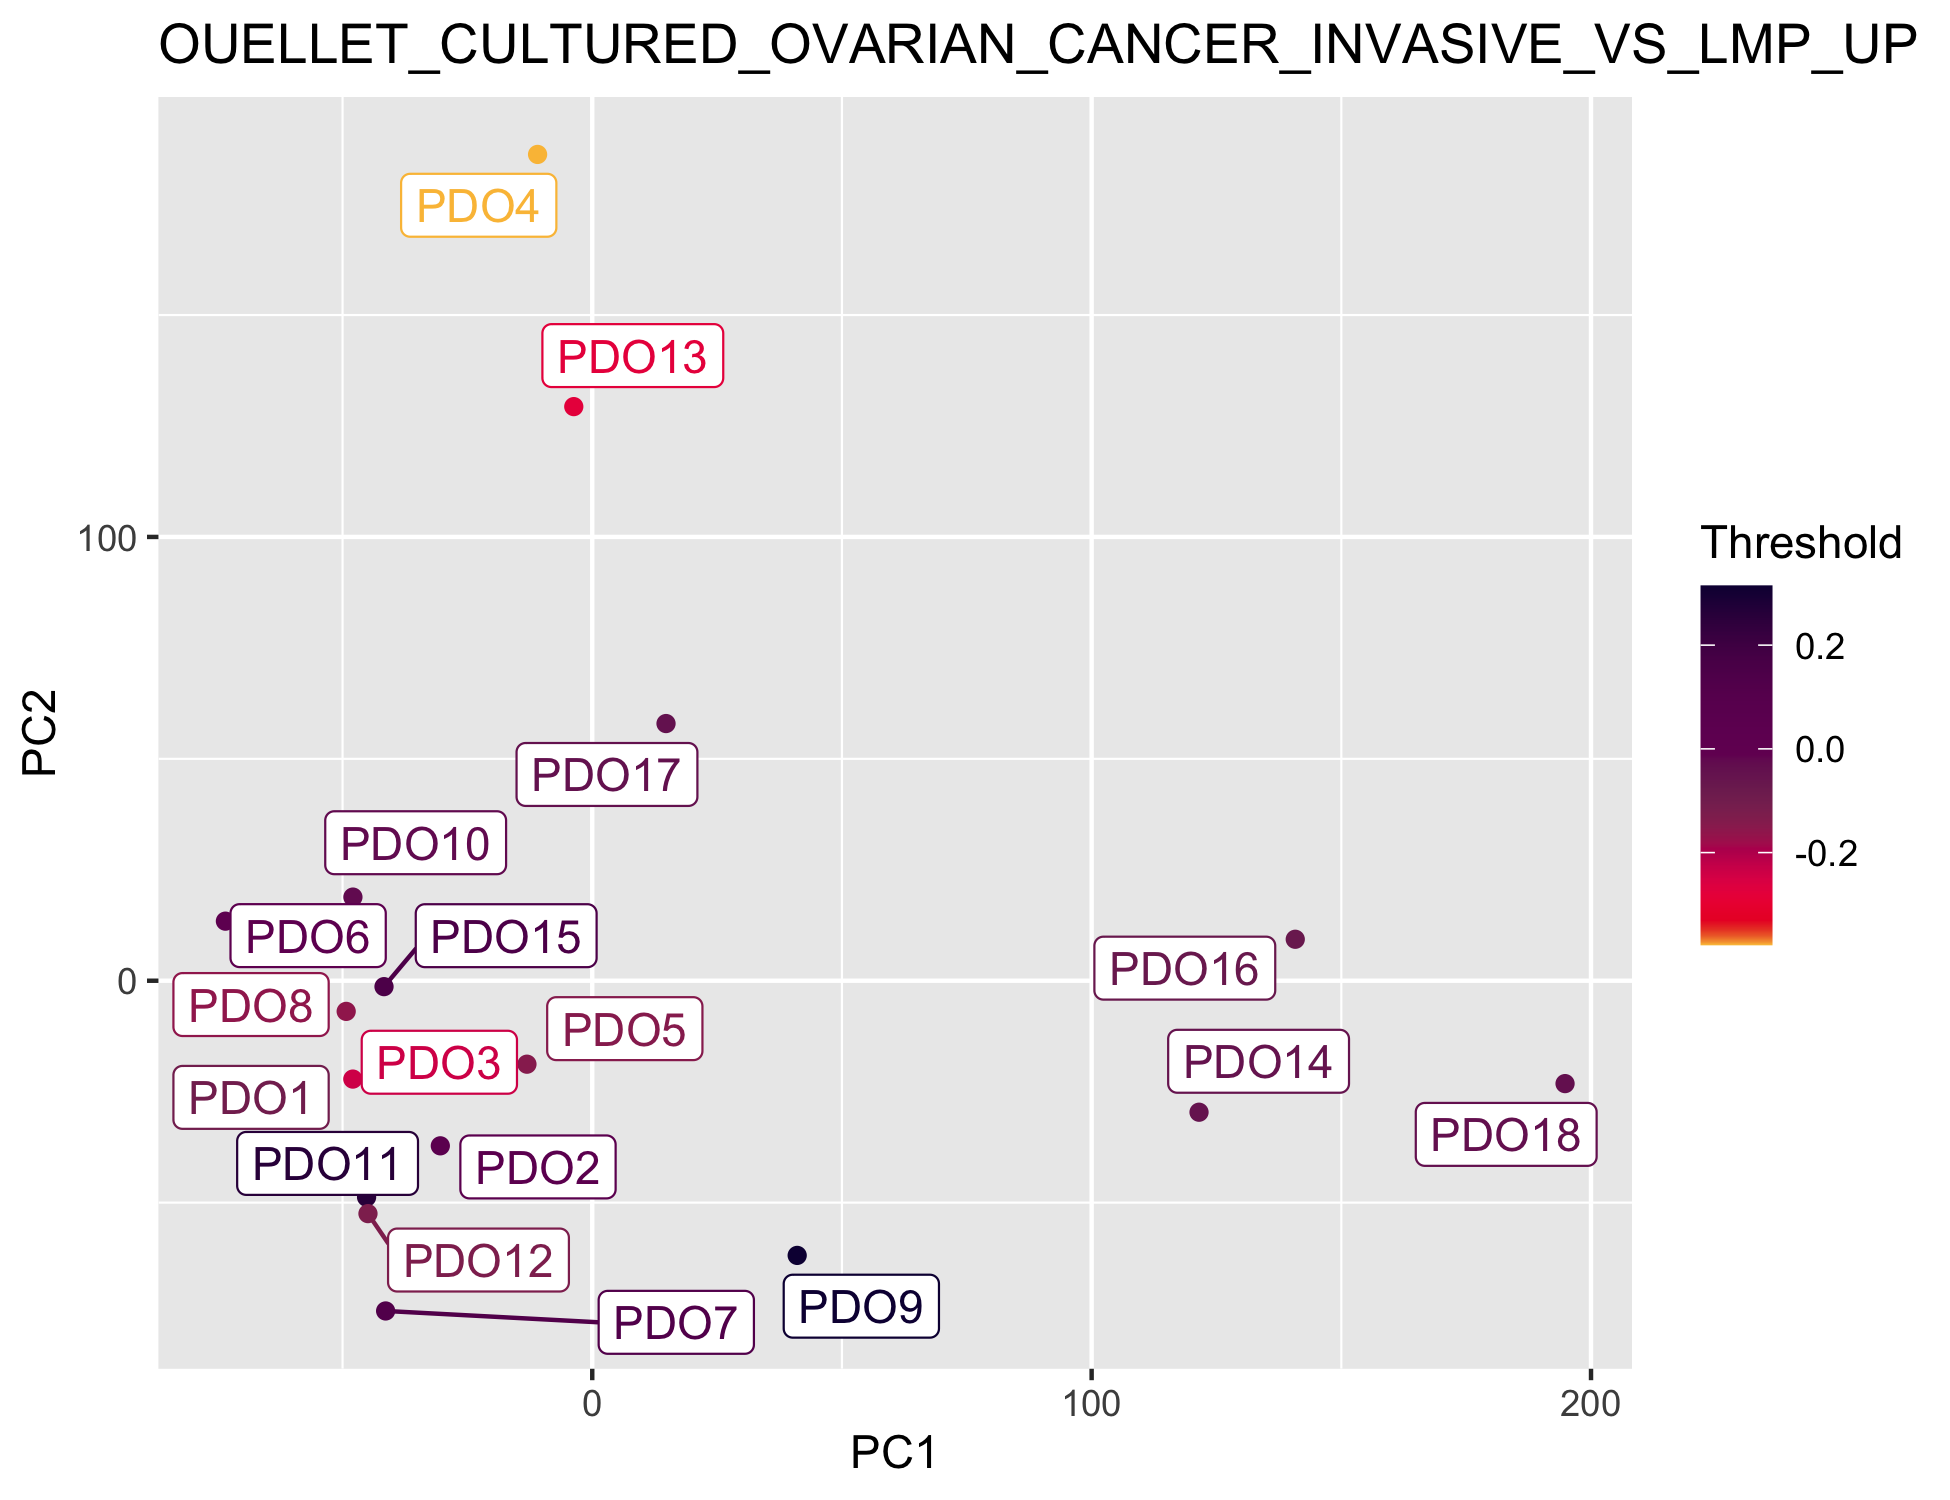 OUELLET_CULTURED_OVARIAN_CANCER_INVASIVE_VS_LMP_UP
PDO4
PDO13
100
Threshold
0.2
0.0
-0.2
PC2
PDO17
PDO10
PDO6
PDO15
PDO16
0
PDO8
PDO5
PDO3
PDO14
PDO1
PDO18
PDO11
PDO2
PDO12
PDO9
PDO7
0
100
200
PC1